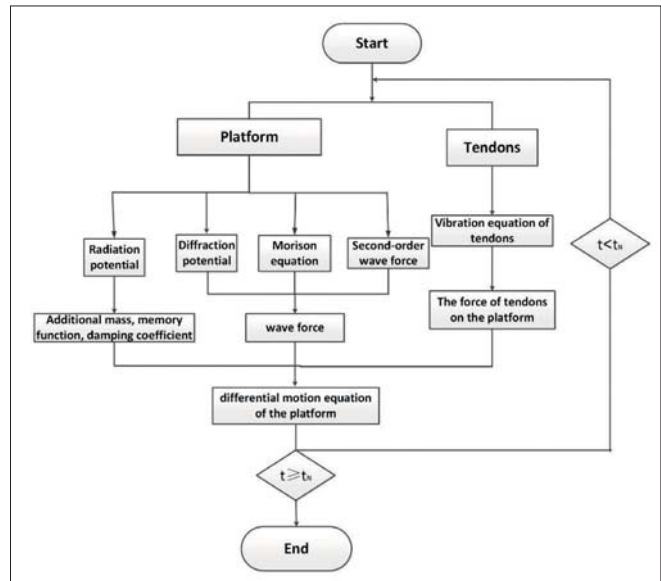 Start
Platform
Tendons
Radiation
potential
Diffraction
potential
Morison
equation
Second-order
wave force
Vibration equation of
tendons
t<tN
Additional mass, memory
function, damping coefficient
wave force
The force of tendons
on the platform
differential motion equation
of the platform
t≥tN
End